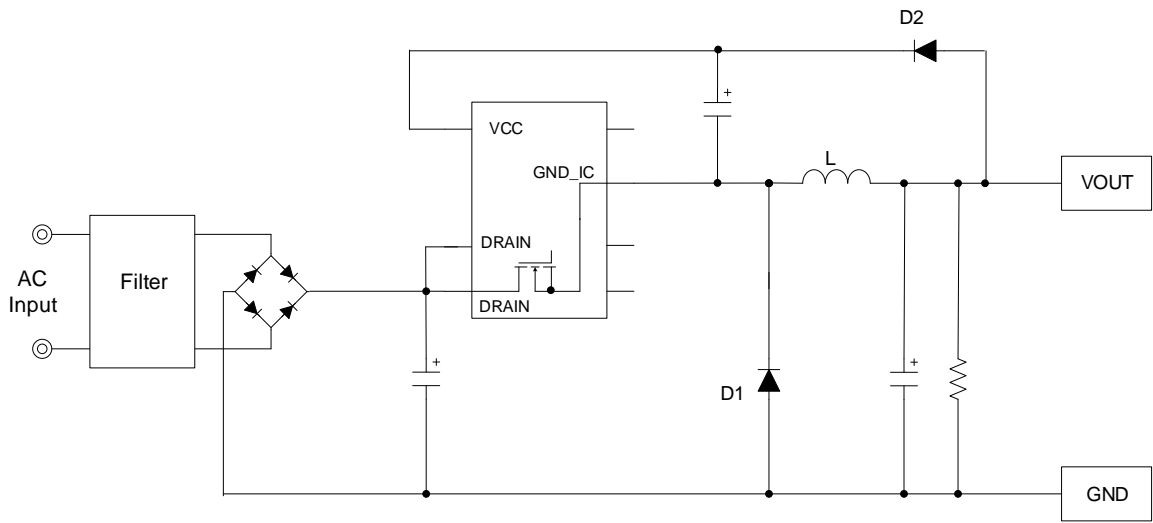 D2
VCC
GND_IC
L
VOUT
DRAIN
AC
Input
Filter
DRAIN
D1
GND